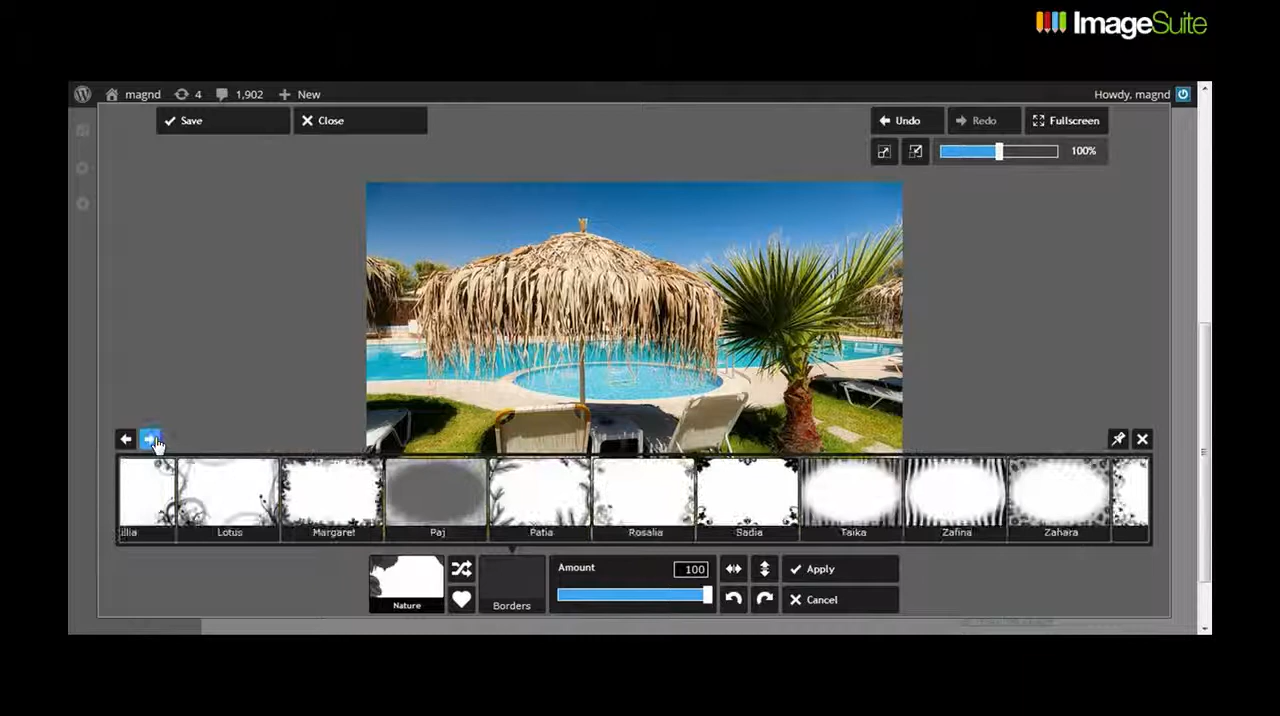 ImageSuite
magnd 4 1,902 New Howdy, magnd
Save Close Undo Redo Fullscreen
100%
illia Lotus Margaret Paj Patia Rosalia Sadia Taika Zafina Zahara
Amount 100 Apply
Nature Borders Cancel